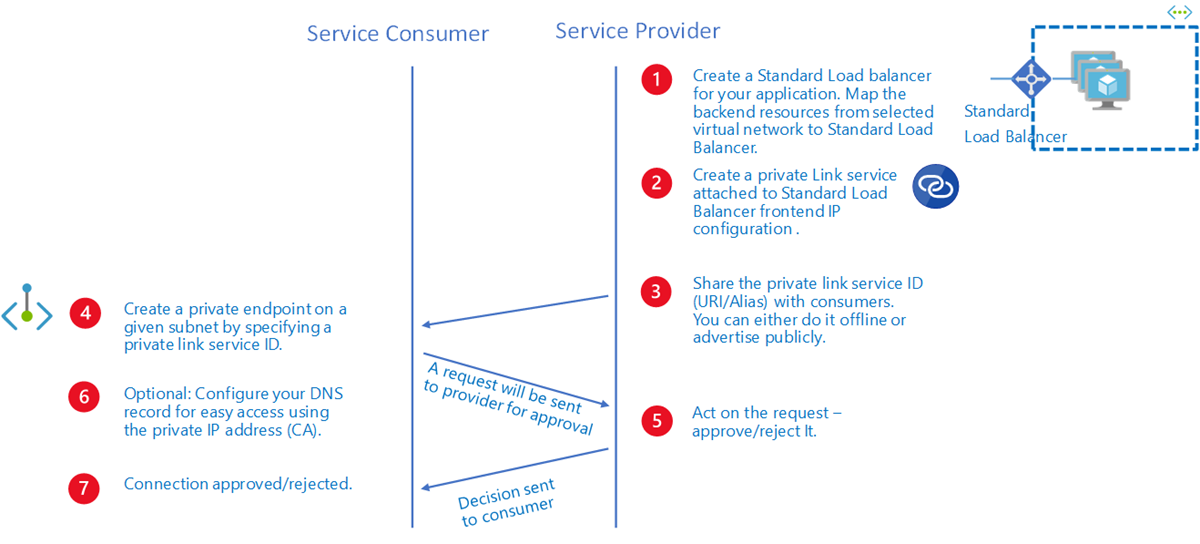 Service Consumer
Service Provider
1
Create a Standard Load balancer
for your application. Map the
backend resources from selected
virtual network to Standard Load
Balancer.
Standard
Load Balancer
2
Create a private Link service
attached to Standard Load
Balancer frontend IP
configuration .
3
Share the private link service ID
(URI/Alias) with consumers.
You can either do it offline or
advertise publicly.
4
Create a private endpoint on a
given subnet by specifying a
private link service ID.
A request will be sent
to provider for approval
6
Optional: Configure your DNS
record for easy access using
the private IP address (CA).
5
Act on the request –
approve/reject It.
7
Connection approved/rejected.
Decision sent
to consumer